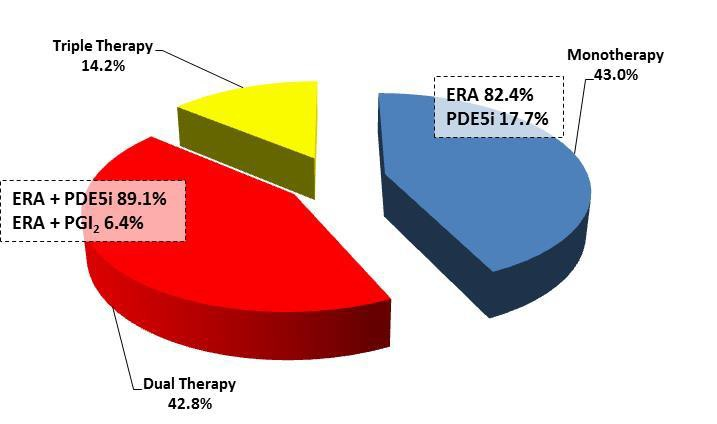 Triple Therapy
14.2%
Monotherapy
43.0%
ERA 82.4%
PDE5i 17.7%
ERA + PDE5i 89.1%
ERA + PGI₂ 6.4%
Dual Therapy
42.8%